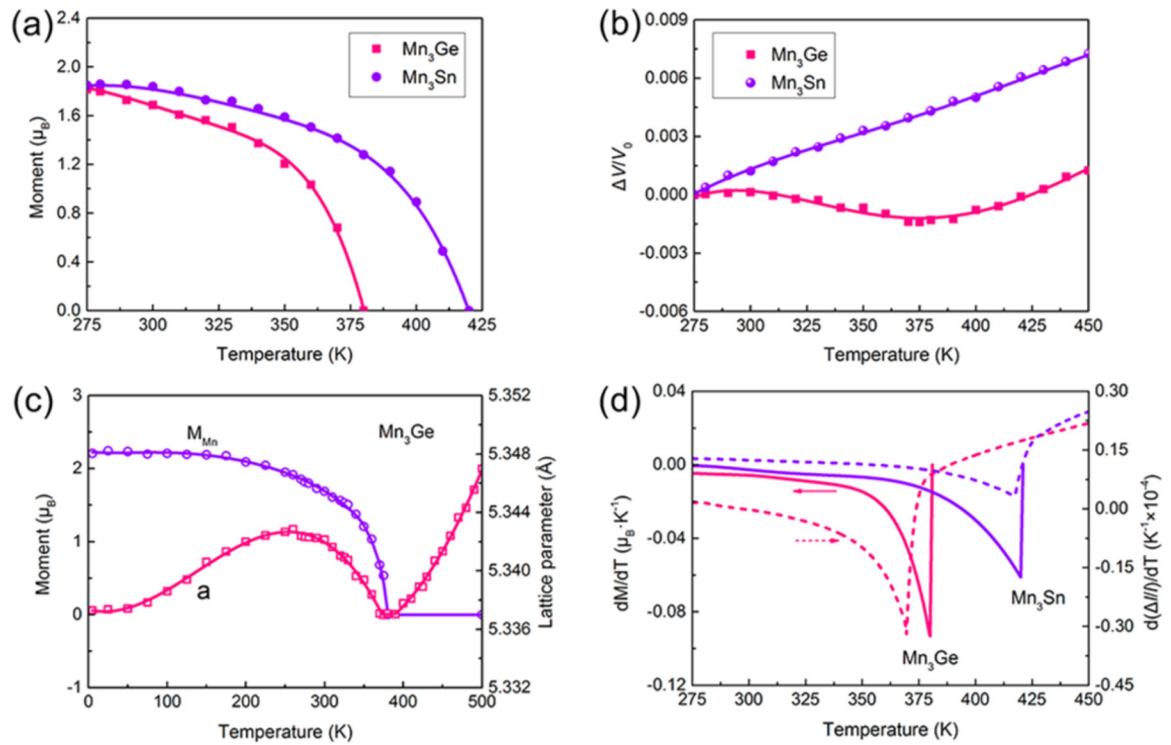 (a)
2.4
1.8
1.2
0.6
0.0
Moment (μB)
Mn3Ge
Mn3Sn
275 300 325 350 375 400 425
Temperature (K)
(b)
0.009
0.006
0.003
0.000
-0.003
-0.006
ΔV/V0
Mn3Ge
Mn3Sn
275 300 325 350 375 400 425 450
Temperature (K)
(c)
3
2
1
0
-1
Moment (μB)
MMn
Mn3Ge
a
5.352
5.348
5.344
5.340
5.336
5.332
Lattice parameter (Å)
0 100 200 300 400 500
Temperature (K)
(d)
0.04
0.00
-0.04
-0.08
-0.12
dM/dT (μB·K-1)
Mn3Sn
Mn3Ge
0.30
0.15
0.00
-0.15
-0.30
-0.45
d(Δl/l)/dT (K-1×10-4)
275 300 325 350 375 400 425 450
Temperature (K)